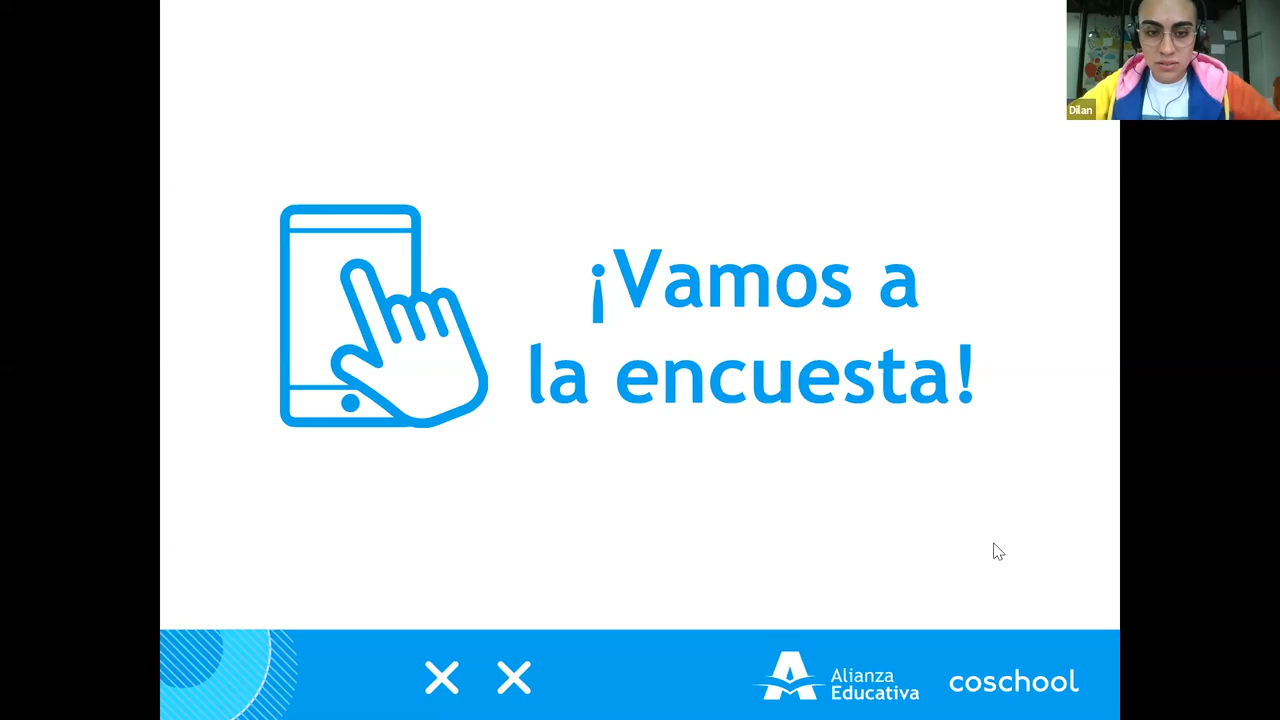 Dilan
¡Vamos a
la encuesta!
Alianza
Educativa
coschool